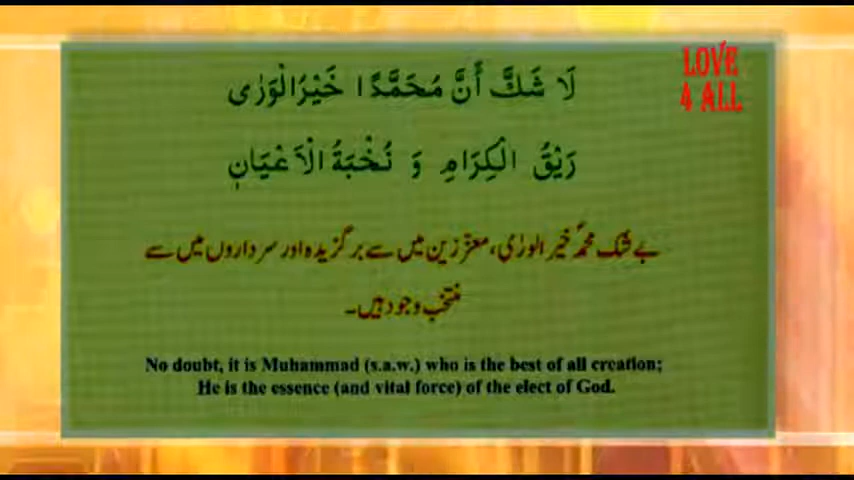 لَا شَكَّ أَنَّ مُحَمَّدًا خَيْرُالْوَرٰى
رَيْقُ الْكِرَامِ وَ نُخْبَةُ الْاَعْيَانِ
بے شک محمدؐ خیر الورٰی، معززین میں سے برگزیدہ اور سرداروں میں سے
منتخب وجود ہیں۔
No doubt, it is Muhammad (s.a.w.) who is the best of all creation;
He is the essence (and vital force) of the elect of God.
LOVE
4 ALL